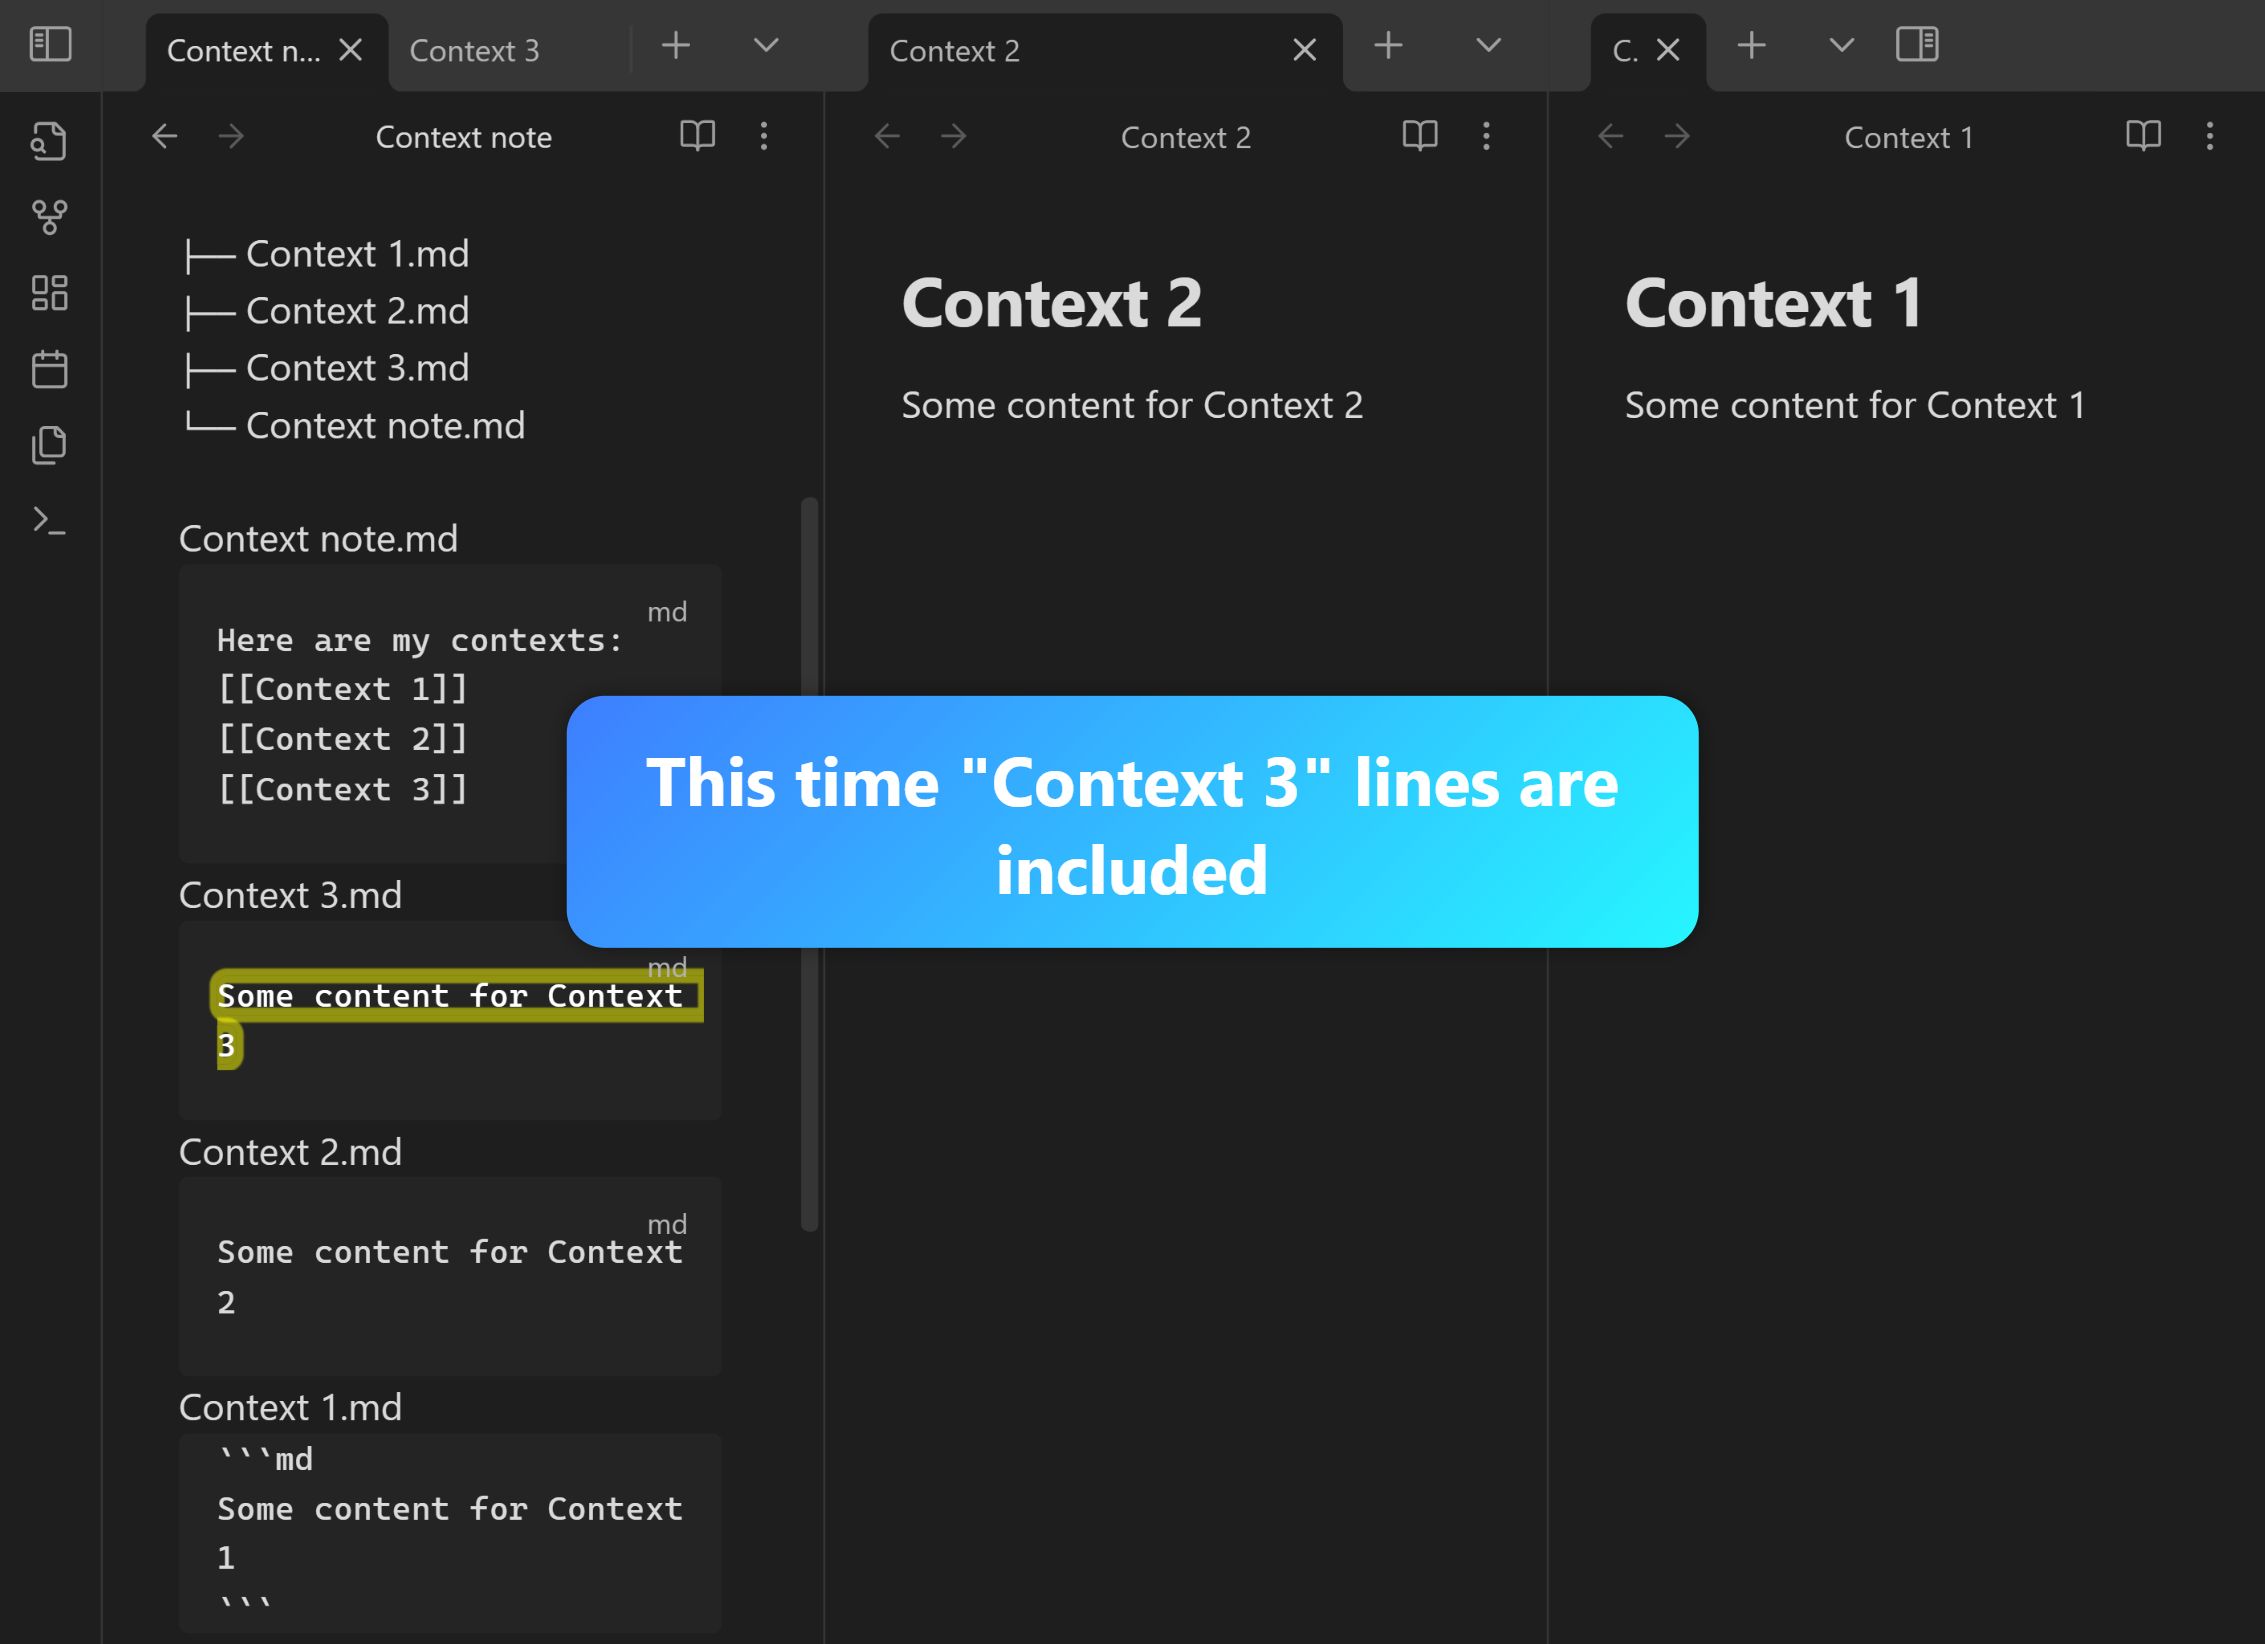 Context n...
Context 3
Context 2
C.
Context note
Context 2
Context 1
├── Context 1.md
├── Context 2.md
├── Context 3.md
└── Context note.md
Context note.md
md
Here are my contexts:
[[Context 1]]
[[Context 2]]
[[Context 3]]
Context 3.md
md
Some content for Context
3
Context 2.md
md
Some content for Context
2
Context 1.md
```md
Some content for Context
1
```
Context 2
Some content for Context 2
Context 1
Some content for Context 1
This time "Context 3" lines are
included